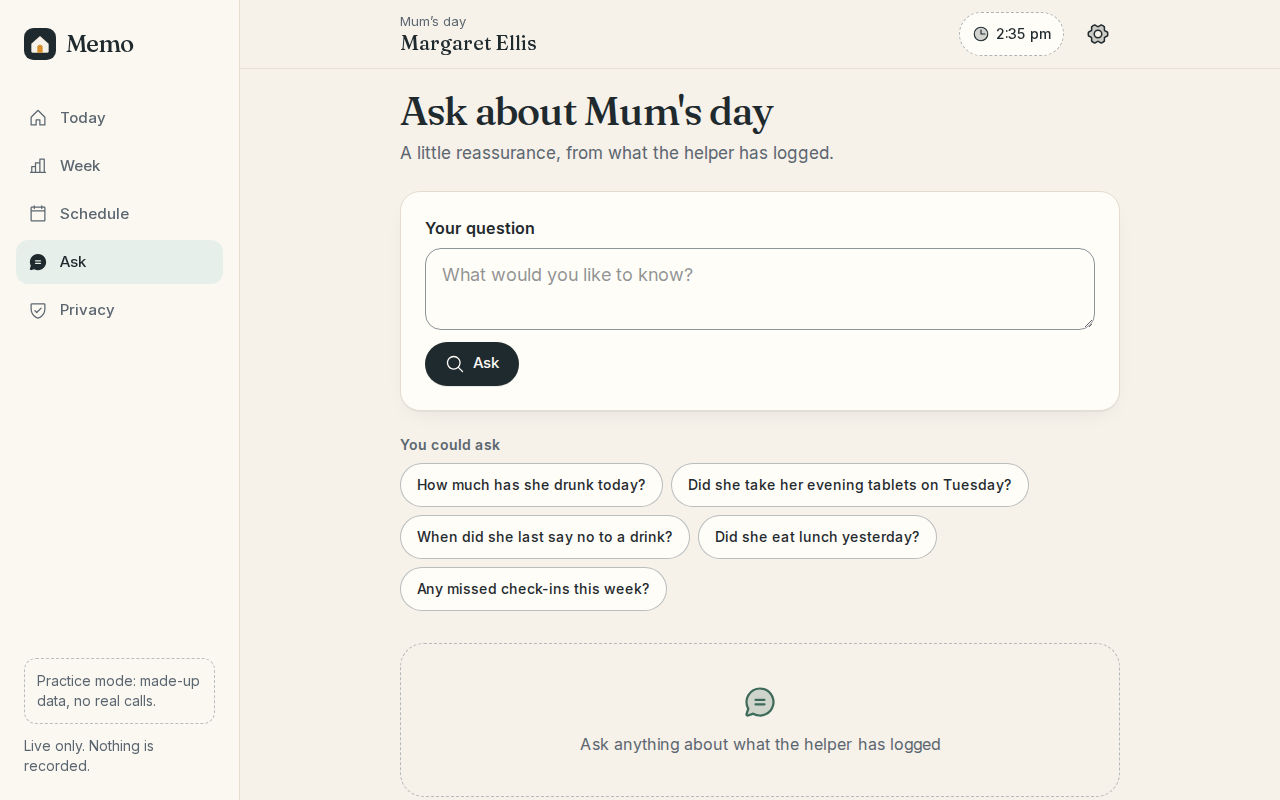 Memo
Today
Week
Schedule
Ask
Privacy
Practice mode: made-up
data, no real calls.
Live only. Nothing is
recorded.
Mum's day
Margaret Ellis
2:35 pm
Ask about Mum's day
A little reassurance, from what the helper has logged.
Your question
What would you like to know?
Ask
You could ask
How much has she drunk today?
Did she take her evening tablets on Tuesday?
When did she last say no to a drink?
Did she eat lunch yesterday?
Any missed check-ins this week?
Ask anything about what the helper has logged